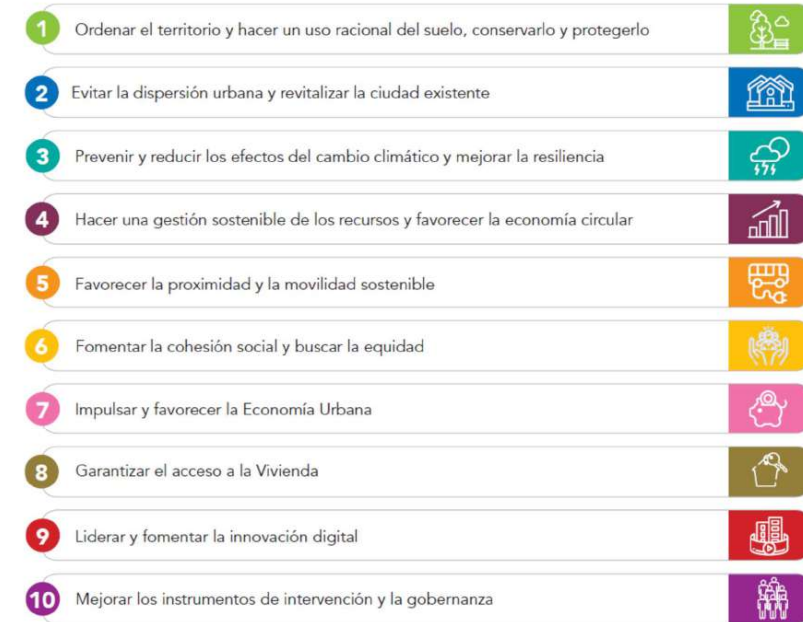 1 Ordenar el territorio y hacer un uso racional del suelo, conservarlo y protegerlo
2 Evitar la dispersión urbana y revitalizar la ciudad existente
3 Prevenir y reducir los efectos del cambio climático y mejorar la resiliencia
4 Hacer una gestión sostenible de los recursos y favorecer la economía circular
5 Favorecer la proximidad y la movilidad sostenible
6 Fomentar la cohesión social y buscar la equidad
7 Impulsar y favorecer la Economía Urbana
8 Garantizar el acceso a la Vivienda
9 Liderar y fomentar la innovación digital
10 Mejorar los instrumentos de intervención y la gobernanza